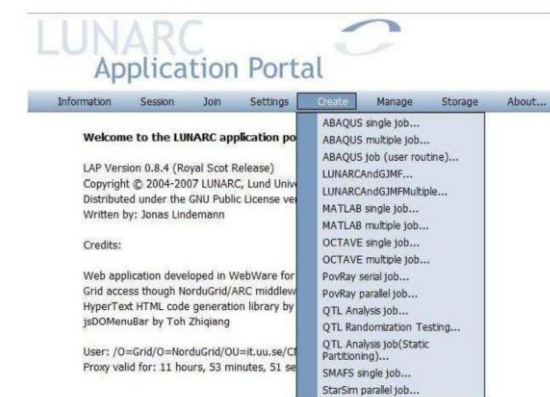 LUNARC
Application Portal
Information Session Join Settings Create Manage Storage About...
Welcome to the LUNARC application po
LAP Version 0.8.4 (Royal Scot Release)
Copyright © 2004-2007 LUNARC, Lund Unive
Distributed under the GNU Public License ver
Written by: Jonas Lindemann
Credits:
Web application developed in WebWare for
Grid access though NorduGrid/ARC middlew
HyperText HTML code generation library by
jsDOMenuBar by Toh Zhiqiang
User: /O=Grid/O=NorduGrid/OU=it.uu.se/CN
Proxy valid for: 11 hours, 53 minutes, 51 se
ABAQUS single job...
ABAQUS multiple job...
ABAQUS job (user routine)...
LUNARCAndGJMF...
LUNARCAndGJMFMultiple...
MATLAB single job...
MATLAB multiple job...
OCTAVE single job...
OCTAVE multiple job...
PovRay serial job...
PovRay parallel job...
QTL Analysis job...
QTL Randomization Testing...
QTL Analysis job(Static
Partitioning)...
SMAFS single job...
StarSim parallel job...